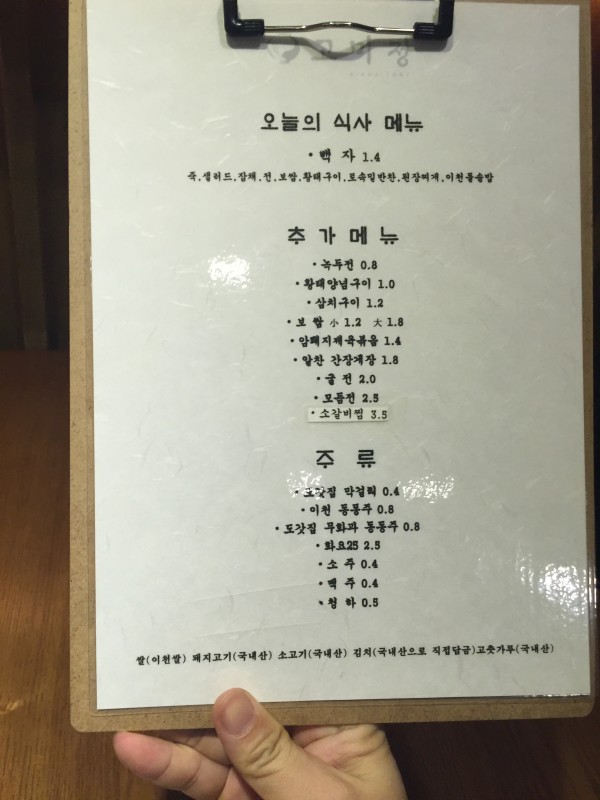 고미정
오늘의 식사 메뉴
• 백 자 1.4
죽,샐러드,잡채,전,보쌈,황태구이,토속밑반찬,된장찌게,이천돌솥밥
추 가 메 뉴
• 녹두전 0.8
• 황태양념구이 1.0
• 삼치구이 1.2
• 보 쌈 小 1.2 大 1.8
• 암퇘지제육볶음 1.4
• 알찬 간장게장 1.8
• 굴 전 2.0
• 모듬전 2.5
• 소갈비찜 3.5
주 류
• 도갓집 막걸리 0.4
• 이천 동동주 0.8
• 도갓집 무화과 동동주 0.8
• 화요25 2.5
• 소 주 0.4
• 맥 주 0.4
• 청 하 0.5
쌀(이천쌀) 돼지고기(국내산) 소고기(국내산) 김치(국내산으로 직접담금)고춧가루(국내산)